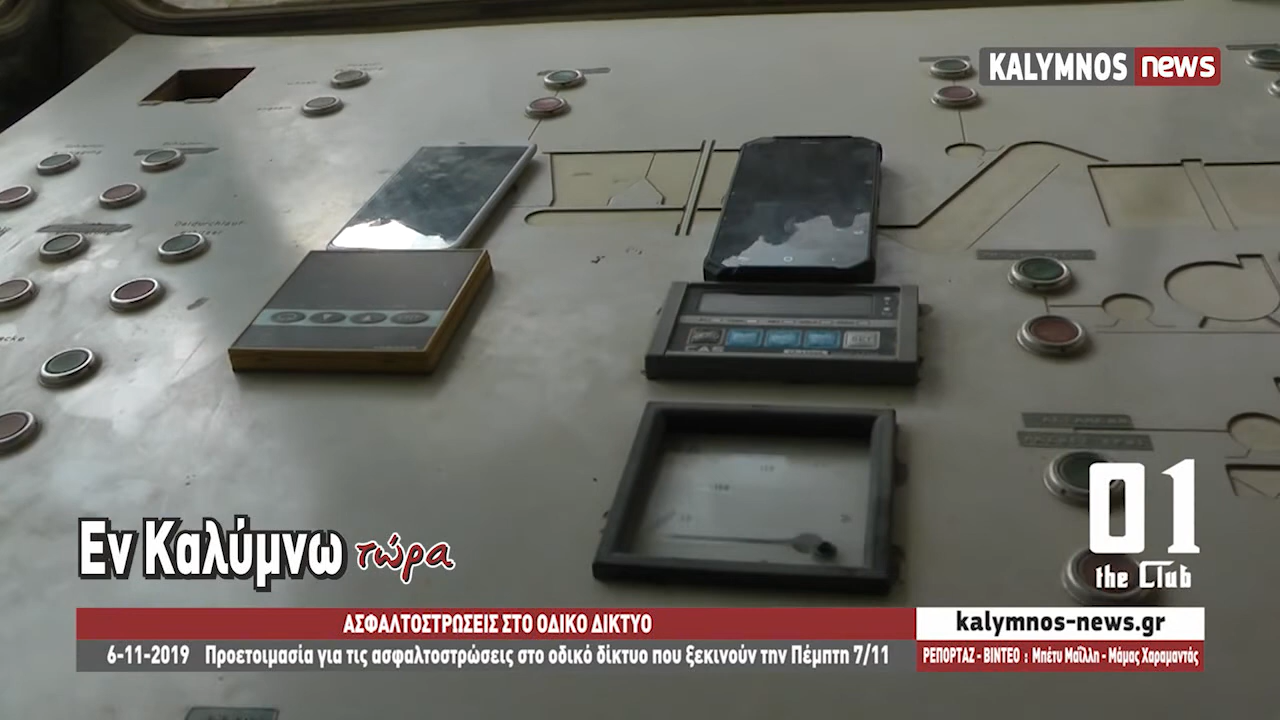 KALYMNOS news
Εν Καλύμνω τώρα
01
the Club
ΑΣΦΑΛΤΟΣΤΡΩΣΕΙΣ ΣΤΟ ΟΔΙΚΟ ΔΙΚΤΥΟ
kalymnos-news.gr
6-11-2019 Προετοιμασία για τις ασφαλτοστρώσεις στο οδικό δίκτυο που ξεκινούν την Πέμπτη 7/11
ΡΕΠΟΡΤΑΖ - ΒΙΝΤΕΟ : Μπέτυ Μαΐλλη - Μάμας Χαραμαντάς